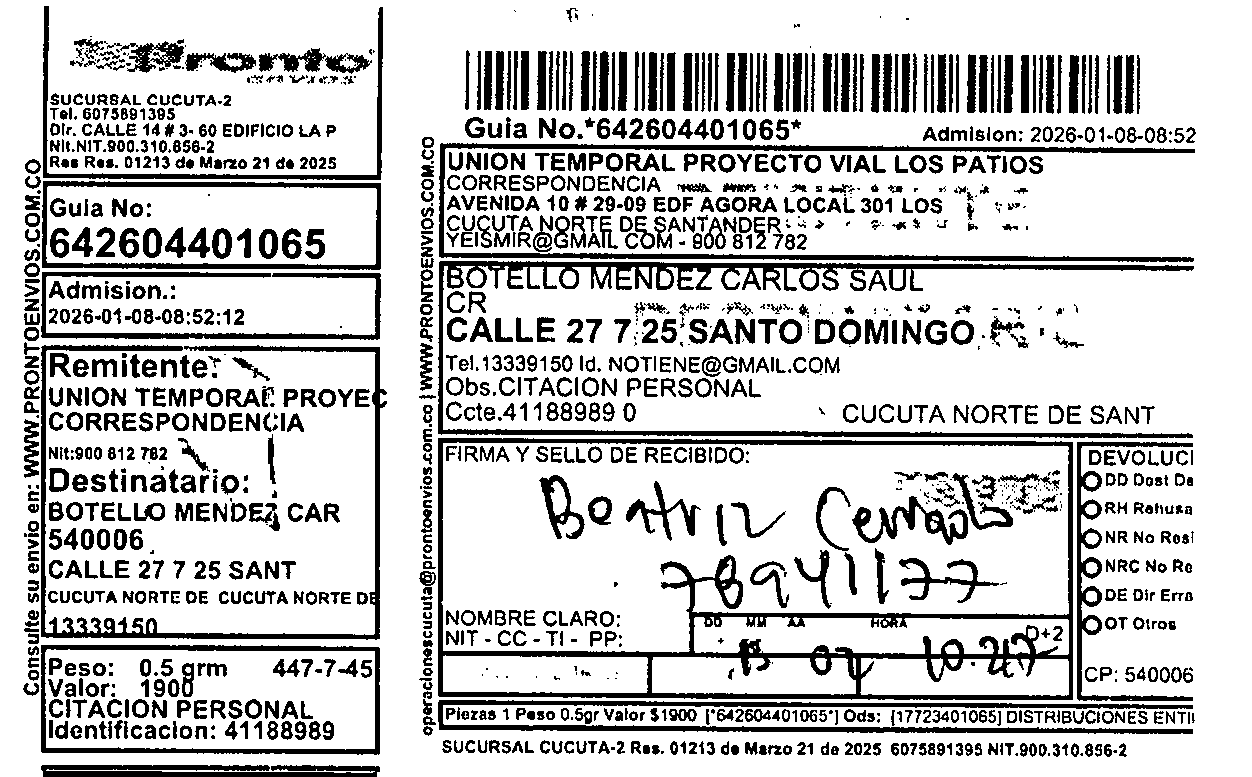 Pronto
envios
SUCURSAL CUCUTA-2
Tel. 6075891395
Dir. CALLE 14 # 3- 60 EDIFICIO LA P
Nit.NIT.900.310.856-2
Res Res. 01213 de Marzo 21 de 2025
Guia No:
642604401065
Admision.:
2026-01-08-08:52:12
Remitente:
UNION TEMPORAL PROYEC
CORRESPONDENCIA
Nit:900 812 782
Destinatario:
BOTELLO MENDEZ CAR
540006
CALLE 27 7 25 SANT
CUCUTA NORTE DE CUCUTA NORTE DE
13339150
Peso: 0.5 grm 447-7-45
Valor: 1900
CITACION PERSONAL
Identificacion: 41188989
Consulte su envio en: WWW.PRONTOENVIOS.COM.CO
Guia No.*642604401065*
Admision: 2026-01-08-08:52
UNION TEMPORAL PROYECTO VIAL LOS PATIOS
CORRESPONDENCIA
AVENIDA 10 # 29-09 EDF AGORA LOCAL 301 LOS
CUCUTA NORTE DE SANTANDER
YEISMIR@GMAIL COM - 900 812 782
BOTELLO MENDEZ CARLOS SAUL
CR
CALLE 27 7 25 SANTO DOMINGO
Tel.13339150 Id. NOTIENE@GMAIL.COM
Obs.CITACION PERSONAL
Ccte.41188989 0 CUCUTA NORTE DE SANT
FIRMA Y SELLO DE RECIBIDO:
Beatriz
78941177
NOMBRE CLARO:
NIT - CC - TI - PP:
DD MM AA HORA
D+2
02 10:27
DEVOLUCI
DD Dest De
RH Rehusa
NR No Resi
NRC No Re
DE Dir Erra
OT Otros
CP: 540006
operacionescucuta@prontoenvios.com.co | WWW.PRONTOENVIOS.COM.CO
Piezas 1 Peso 0.5gr Valor $1900 [*642604401065*] Ods: [17723401065] DISTRIBUCIONES ENTI
SUCURSAL CUCUTA-2 Res. 01213 de Marzo 21 de 2025 6075891395 NIT.900.310.856-2